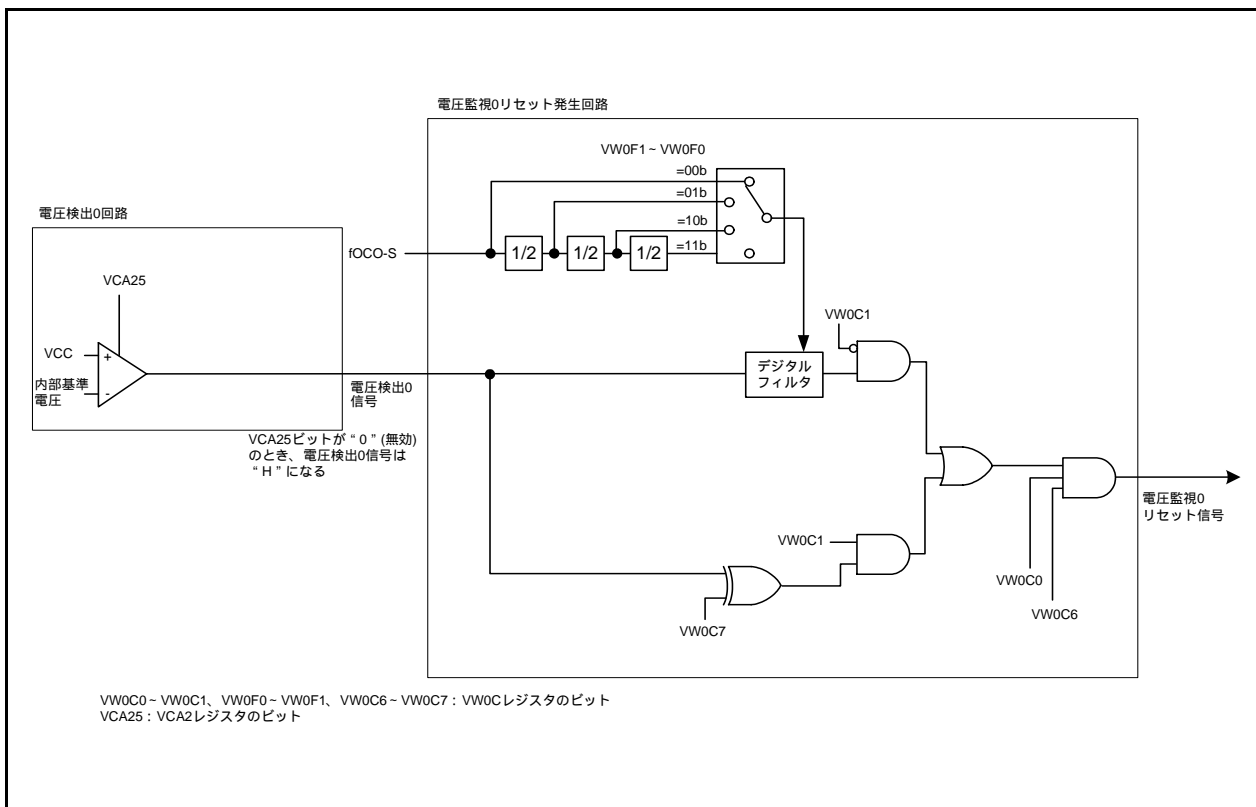 電圧監視0リセット発生回路
VW0F1~VW0F0
=00b
=01b
=10b
=11b
電圧検出0回路
fOCO-S
1/2
1/2
1/2
VCA25
VCC
+
内部基準
電圧
-
電圧検出0
信号
VCA25ビットが“0”(無効)
のとき、電圧検出0信号は
“H”になる
デジタル
フィルタ
VW0C1
VW0C1
VW0C7
VW0C0
VW0C6
電圧監視0
リセット信号
VW0C0~VW0C1、VW0F0~VW0F1、VW0C6~VW0C7:VW0Cレジスタのビット
VCA25:VCA2レジスタのビット